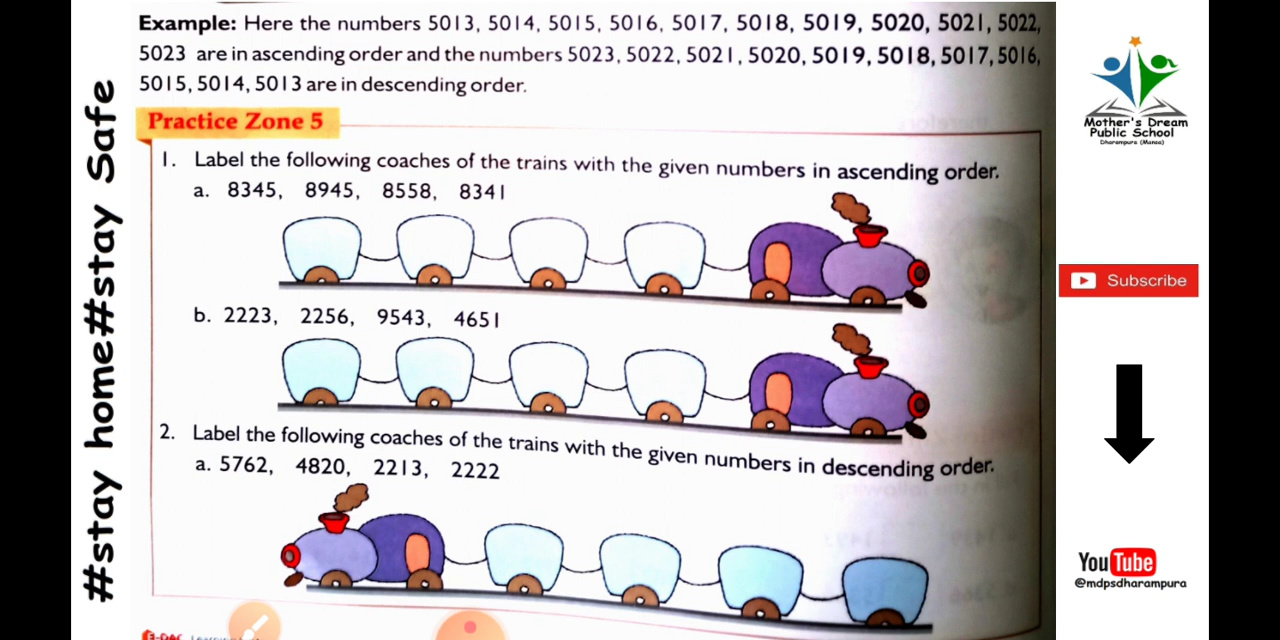 Example: Here the numbers 5013, 5014, 5015, 5016, 5017, 5018, 5019, 5020, 5021, 5022,
5023 are in ascending order and the numbers 5023, 5022, 5021, 5020, 5019, 5018, 5017, 5016,
5015, 5014, 5013 are in descending order.
Practice Zone 5
1. Label the following coaches of the trains with the given numbers in ascending order.
a. 8345, 8945, 8558, 8341
b. 2223, 2256, 9543, 4651
2. Label the following coaches of the trains with the given numbers in descending order.
a. 5762, 4820, 2213, 2222
#stay home#stay Safe
Mother's Dream
Public School
Dharampura (Mansa)
Subscribe
YouTube
@mdpsdharampura